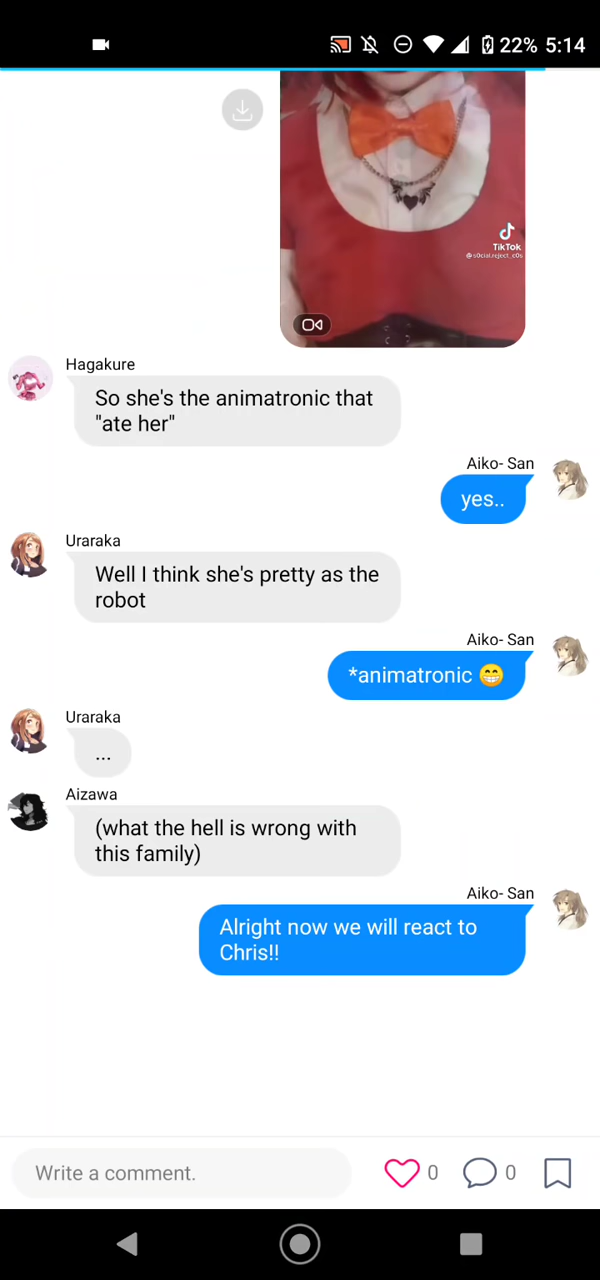 22% 5:14
TikTok
@s0cial.reject_c0s
Hagakure
So she's the animatronic that
"ate her"
Aiko- San
yes..
Uraraka
Well I think she's pretty as the
robot
Aiko- San
*animatronic 😁
Uraraka
...
Aizawa
(what the hell is wrong with
this family)
Aiko- San
Alright now we will react to
Chris!!
Write a comment.
0
0